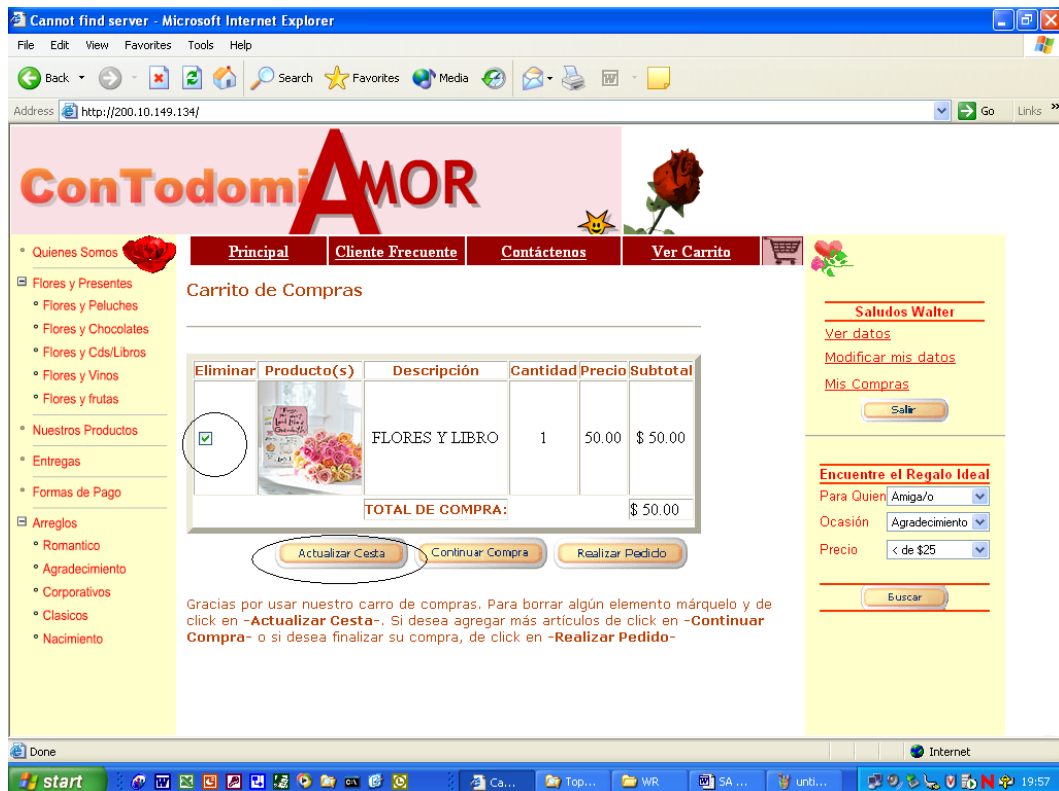 Cannot find server - Microsoft Internet Explorer
File Edit View Favorites Tools Help
Back Search Favorites Media
Address http://200.10.149.134/ Go Links »
ConTodomiAMOR
Principal Cliente Frecuente Contáctenos Ver Carrito
Quienes Somos
Flores y Presentes
Flores y Peluches
Flores y Chocolates
Flores y Cds/Libros
Flores y Vinos
Flores y frutas
Nuestros Productos
Entregas
Formas de Pago
Arreglos
Romantico
Agradecimiento
Corporativos
Clasicos
Nacimiento
Carrito de Compras
Eliminar Producto(s) Descripción Cantidad Precio Subtotal
FLORES Y LIBRO 1 50.00 $ 50.00
TOTAL DE COMPRA: $ 50.00
Actualizar Cesta Continuar Compra Realizar Pedido
Gracias por usar nuestro carro de compras. Para borrar algún elemento márquelo y de
click en -Actualizar Cesta-. Si desea agregar más artículos de click en -Continuar
Compra- o si desea finalizar su compra, de click en -Realizar Pedido-
Saludos Walter
Ver datos
Modificar mis datos
Mis Compras
Salir
Encuentre el Regalo Ideal
Para Quien Amiga/o
Ocasión Agradecimiento
Precio < de $25
Buscar
Done Internet
start Ca... Top... WR SA ... unti... 19:57